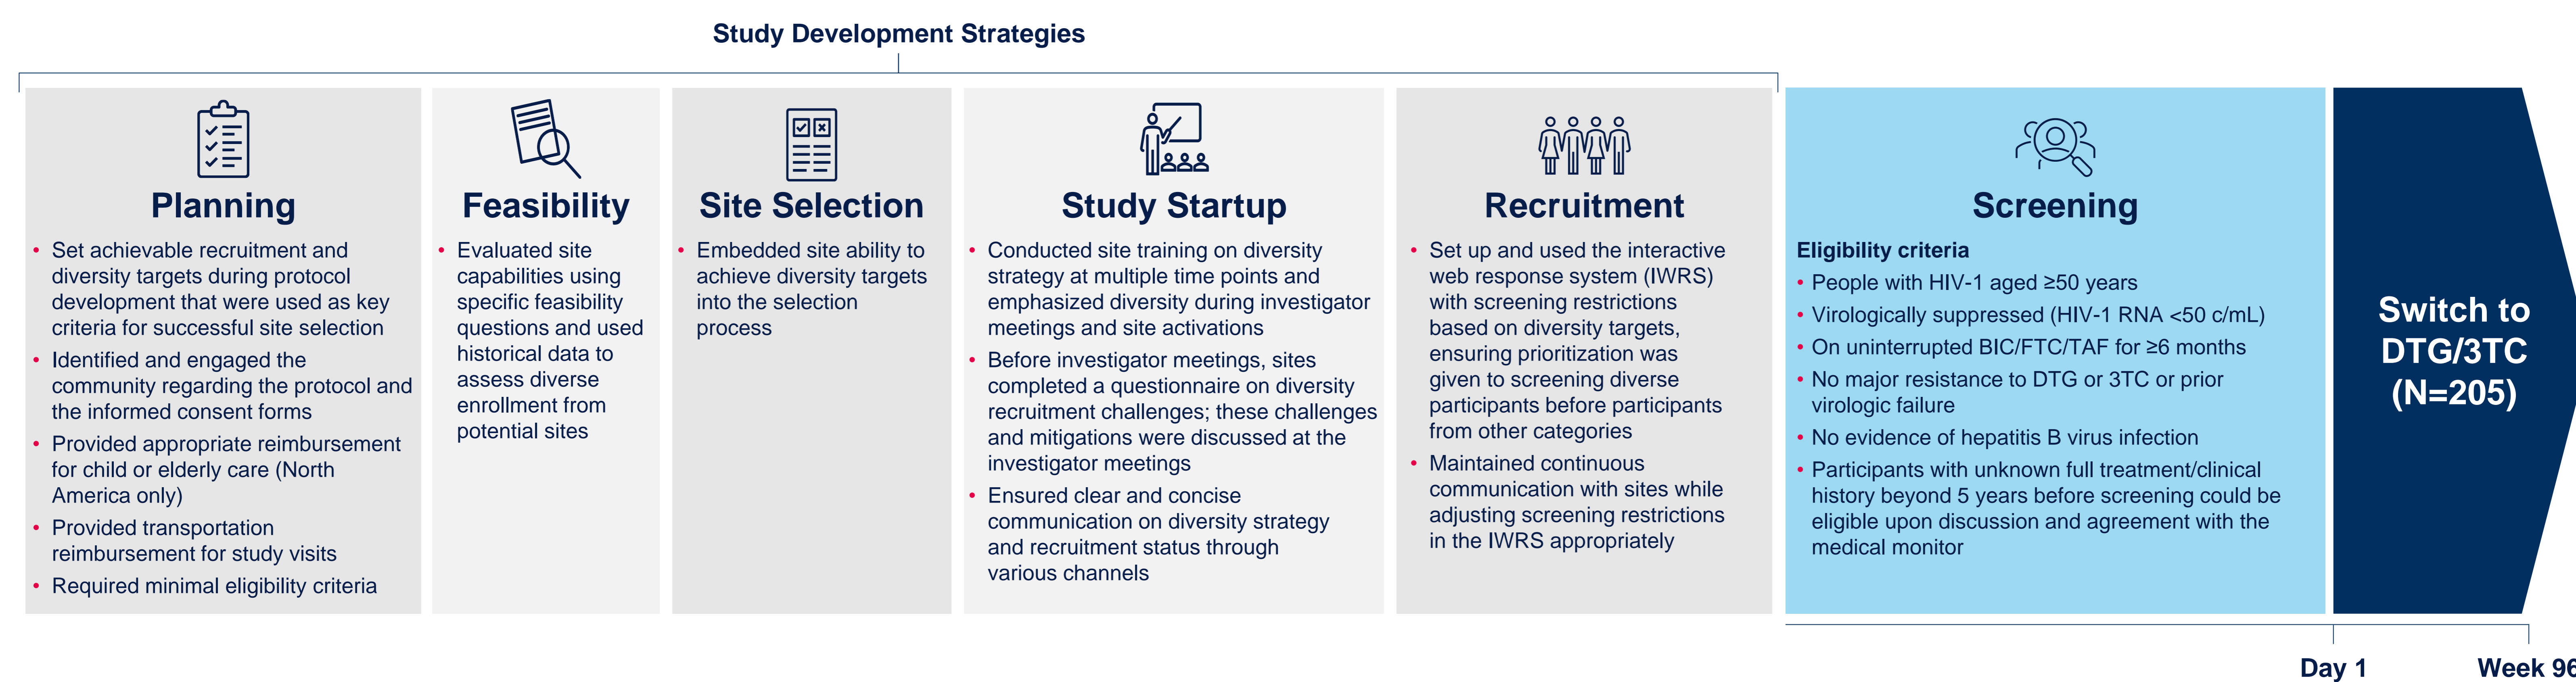 Study Development Strategies
Planning
• Set achievable recruitment and
diversity targets during protocol
development that were used as key
criteria for successful site selection
• Identified and engaged the
community regarding the protocol and
the informed consent forms
• Provided appropriate reimbursement
for child or elderly care (North
America only)
• Provided transportation
reimbursement for study visits
• Required minimal eligibility criteria
Feasibility
• Evaluated site
capabilities using
specific feasibility
questions and used
historical data to
assess diverse
enrollment from
potential sites
Site Selection
• Embedded site ability to
achieve diversity targets
into the selection
process
Study Startup
• Conducted site training on diversity
strategy at multiple time points and
emphasized diversity during investigator
meetings and site activations
• Before investigator meetings, sites
completed a questionnaire on diversity
recruitment challenges; these challenges
and mitigations were discussed at the
investigator meetings
• Ensured clear and concise
communication on diversity strategy
and recruitment status through
various channels
Recruitment
• Set up and used the interactive
web response system (IWRS)
with screening restrictions
based on diversity targets,
ensuring prioritization was
given to screening diverse
participants before participants
from other categories
• Maintained continuous
communication with sites while
adjusting screening restrictions
in the IWRS appropriately
Screening
Eligibility criteria
• People with HIV-1 aged ≥50 years
• Virologically suppressed (HIV-1 RNA <50 c/mL)
• On uninterrupted BIC/FTC/TAF for ≥6 months
• No major resistance to DTG or 3TC or prior
virologic failure
• No evidence of hepatitis B virus infection
• Participants with unknown full treatment/clinical
history beyond 5 years before screening could be
eligible upon discussion and agreement with the
medical monitor
Switch to
DTG/3TC
(N=205)
Day 1
Week 96